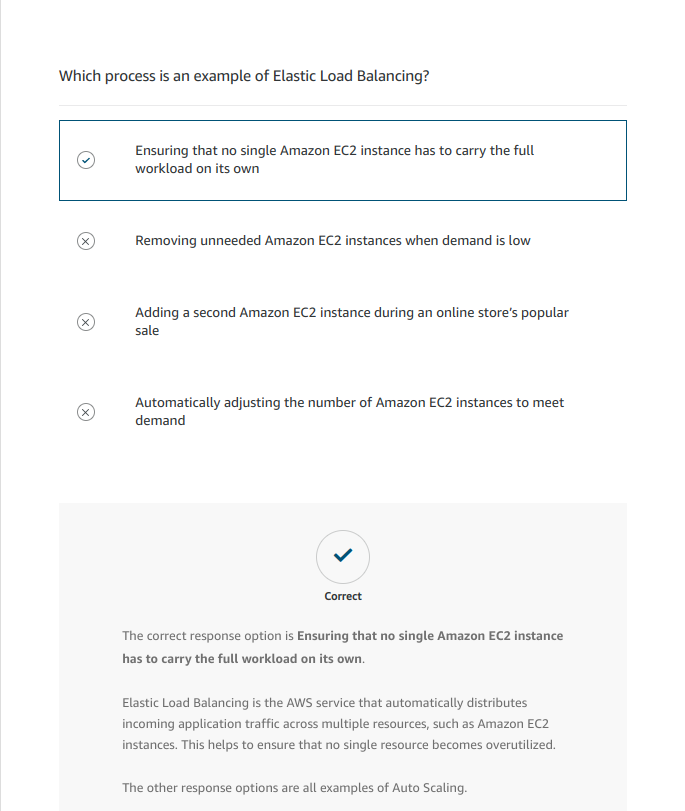 Which process is an example of Elastic Load Balancing?
Ensuring that no single Amazon EC2 instance has to carry the full
workload on its own
Removing unneeded Amazon EC2 instances when demand is low
Adding a second Amazon EC2 instance during an online store’s popular
sale
Automatically adjusting the number of Amazon EC2 instances to meet
demand
Correct
The correct response option is Ensuring that no single Amazon EC2 instance
has to carry the full workload on its own.
Elastic Load Balancing is the AWS service that automatically distributes
incoming application traffic across multiple resources, such as Amazon EC2
instances. This helps to ensure that no single resource becomes overutilized.
The other response options are all examples of Auto Scaling.